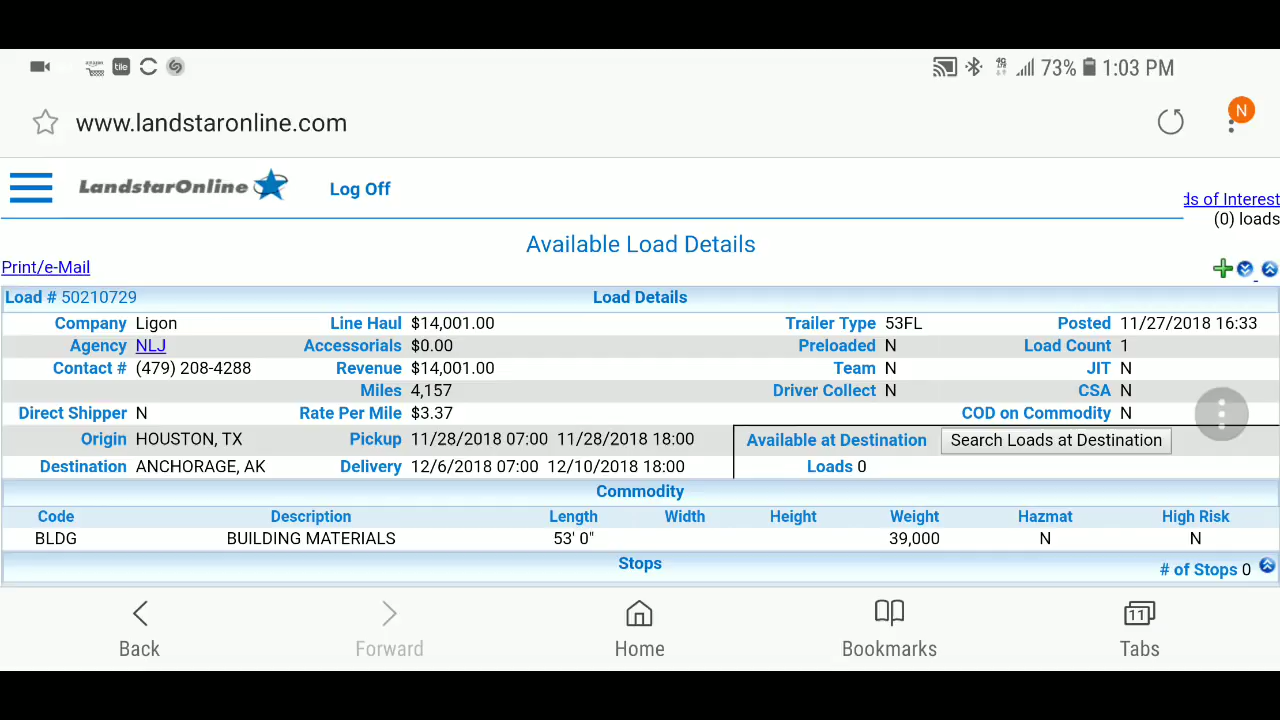 73% 1:03 PM
www.landstaronline.com
N
LandstarOnline Log Off
ds of Interest
(0) loads
Available Load Details
Print/e-Mail
Load # 50210729 Load Details
Company Ligon Line Haul $14,001.00 Trailer Type 53FL Posted 11/27/2018 16:33
Agency NLJ Accessorials $0.00 Preloaded N Load Count 1
Contact # (479) 208-4288 Revenue $14,001.00 Team N JIT N
Miles 4,157 Driver Collect N CSA N
Direct Shipper N Rate Per Mile $3.37 COD on Commodity N
Origin HOUSTON, TX Pickup 11/28/2018 07:00 11/28/2018 18:00 Available at Destination Search Loads at Destination
Destination ANCHORAGE, AK Delivery 12/6/2018 07:00 12/10/2018 18:00 Loads 0
Commodity
Code Description Length Width Height Weight Hazmat High Risk
BLDG BUILDING MATERIALS 53' 0" 39,000 N N
Stops
# of Stops 0
11
Back Forward Home Bookmarks Tabs